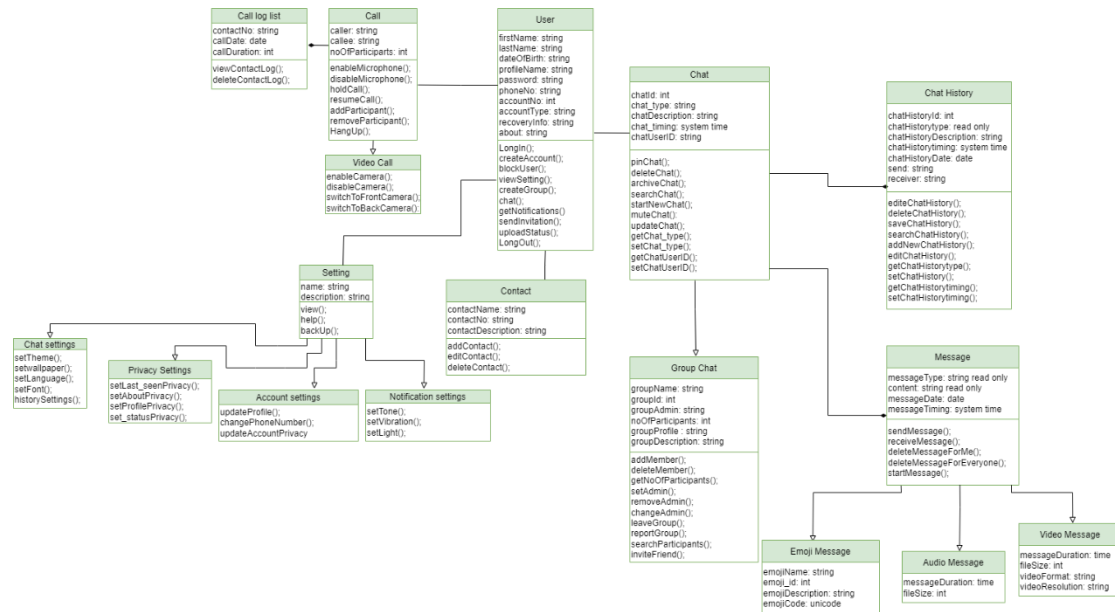 Call log list
contactNo: string
callDate: date
callDuration: int
viewContactLog();
deleteContactLog();
Call
caller: string
callee: string
noOfParticiparts: int
enableMicrophone();
disableMicrophone();
holdCall();
resumeCall();
addParticipant();
removeParticipant();
HangUp();
Video Call
enableCamera();
disableCamera();
switchToFrontCamera();
switchToBackCamera();
User
firstName: string
lastName: string
dateOfBirth: string
profileName: string
password: string
phoneNo: string
accountNo: int
accountType: string
recoveryInfo: string
about: string
LongIn();
createAccount();
blockUser();
viewSetting();
createGroup();
chat();
getNotifications()
sendInvitation();
uploadStatus();
LongOut();
Chat
chatId: int
chat_type: string
chatDescription: string
chat_timing: system time
chatUserID: string
pinChat();
deleteChat();
archiveChat();
searchChat();
startNewChat();
muteChat();
updateChat();
getChat_type();
setChat_type();
getChatUserID();
setChatUserID();
Chat History
chatHistoryId: int
chatHistorytype: read only
chatHistoryDescription: string
chatHistorytiming: system time
chatHistoryDate: date
send: string
receiver: string
editeChatHistory();
deleteChatHistory();
saveChatHistory();
searchChatHistory();
addNewChatHistory();
editChatHistory();
getChatHistorytype();
setChatHistory();
getChatHistorytiming();
setChatHistorytiming();
Setting
name: string
description: string
view();
help();
backUp();
Contact
contactName: string
contactNo: string
contactDescription: string
addContact();
editContact();
deleteContact();
Chat settings
setTheme();
setwallpaper();
setLanguage();
setFont();
historySettings();
Privacy Settings
setLast_seenPrivacy();
setAboutPrivacy();
setProfilePrivacy();
set_statusPrivacy();
Account settings
updateProfile();
changePhoneNumber();
updateAccountPrivacy
Notification settings
setTone();
setVibration();
setLight();
Group Chat
groupName: string
groupId: int
groupAdmin: string
noOfParticipants: int
groupProfile : string
groupDescription: string
addMember();
deleteMember();
getNoOfParticipants();
setAdmin();
removeAdmin();
changeAdmin();
leaveGroup();
reportGroup();
searchParticipants();
inviteFriend();
Message
messageType: string read only
content: string read only
messageDate: date
messageTiming: system time
sendMessage();
receiveMessage();
deleteMessageForMe();
deleteMessageForEveryone();
startMessage();
Emoji Message
emojiName: string
emoji_id: int
emojiDescription: string
emojiCode: unicode
Audio Message
messageDuration: time
fileSize: int
Video Message
messageDuration: time
fileSize: int
videoFormat: string
videoResolution: string